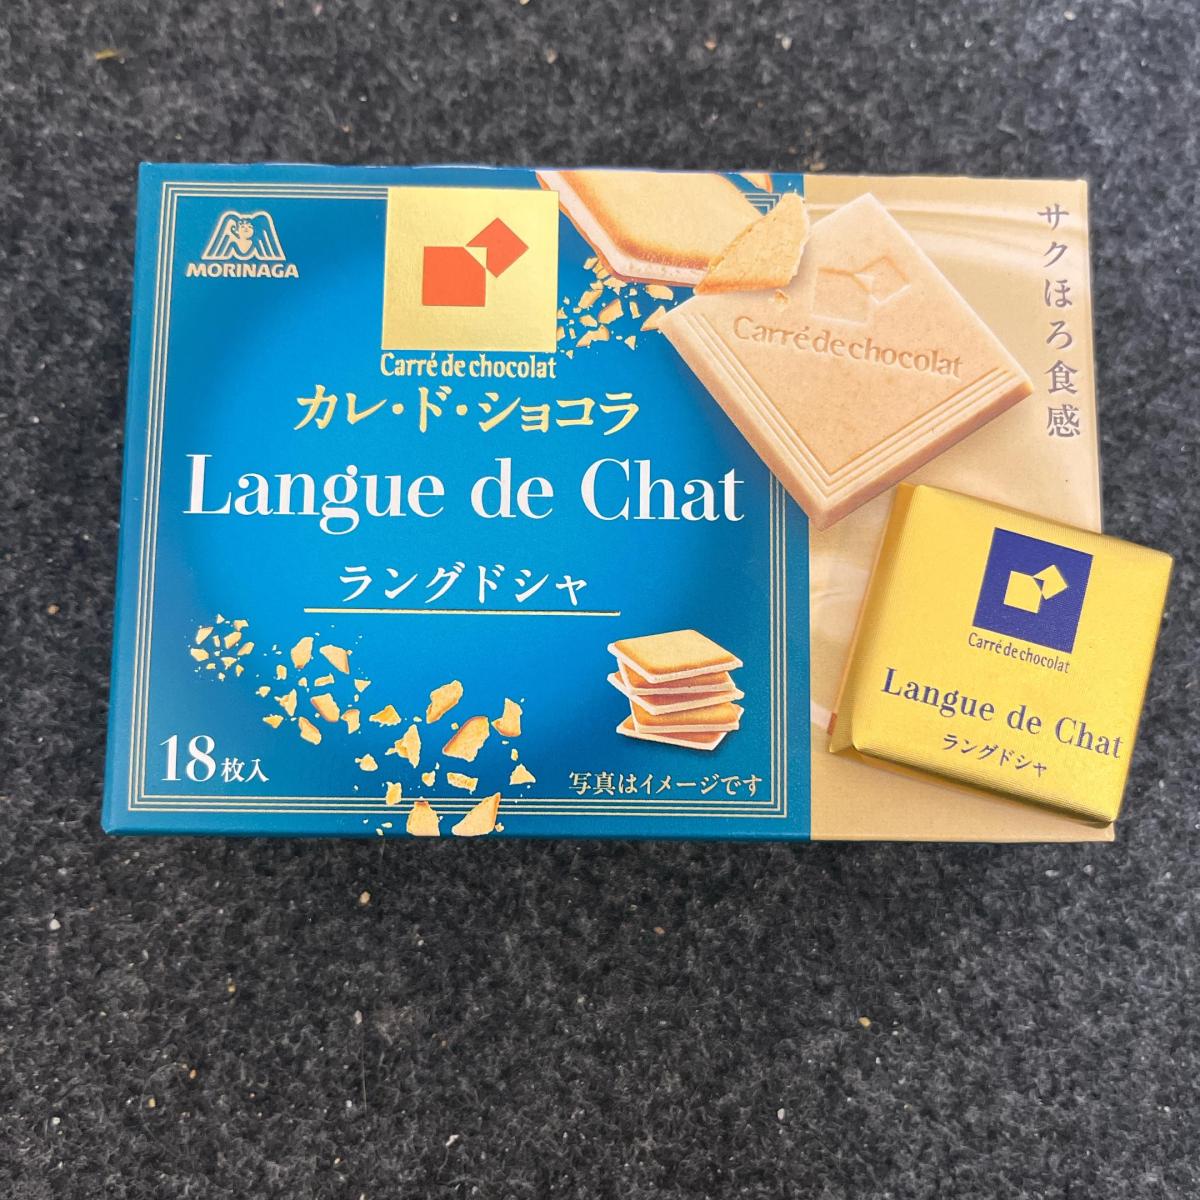 MORINAGA
Carré de chocolat
カレ・ド・ショコラ
Langue de Chat
ラングドシャ
18枚入
写真はイメージです
サクほろ食感
Carré de chocolat
Carré de chocolat
Langue de Chat
ラングドシャ